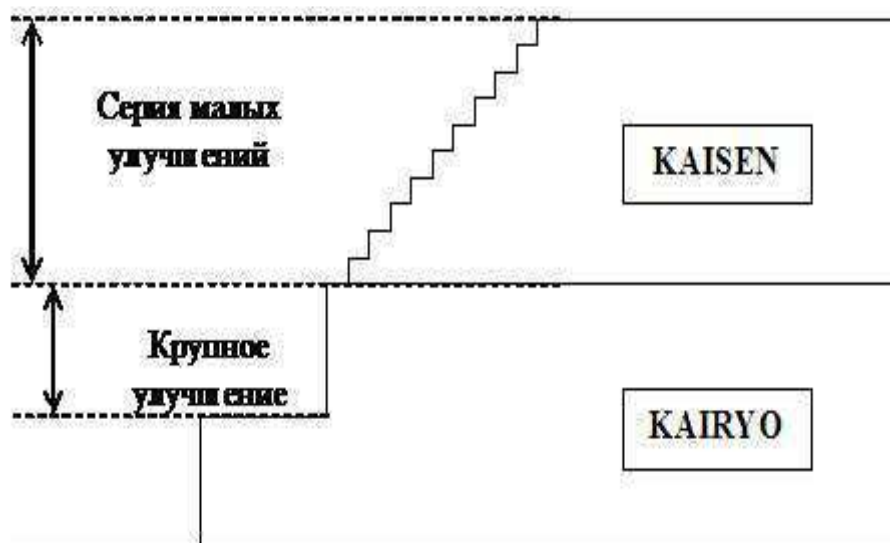 Серия малых
улучшений
KAISEN
Крупное
улучшение
KAIRYO